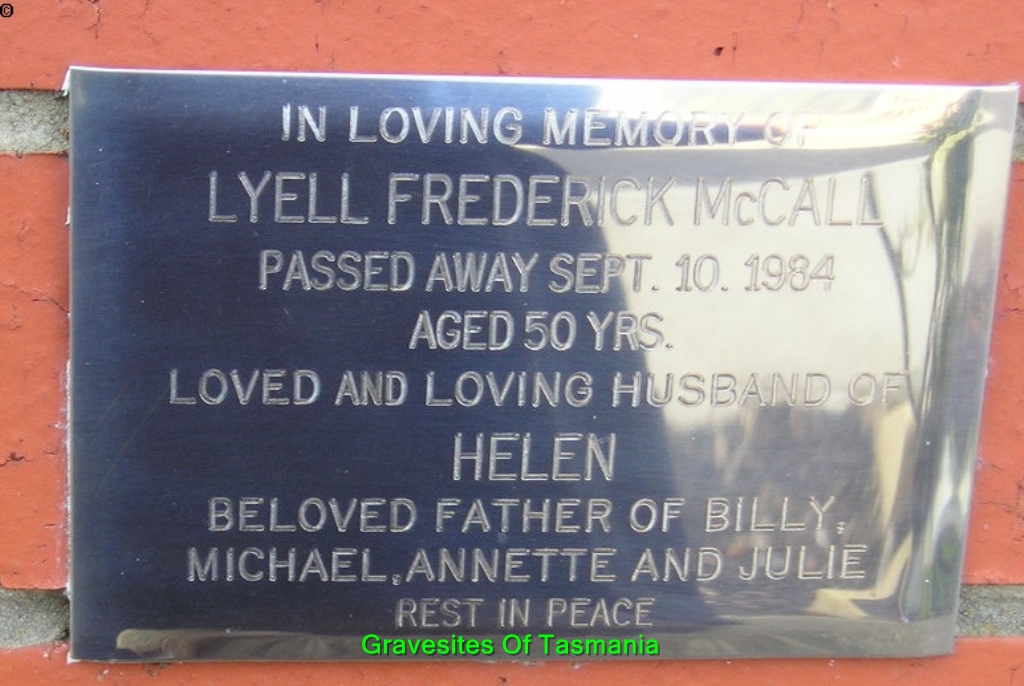 ©
IN LOVING MEMORY OF
LYELL FREDERICK McCALL
PASSED AWAY SEPT. 10. 1984
AGED 50 YRS.
LOVED AND LOVING HUSBAND OF
HELEN
BELOVED FATHER OF BILLY,
MICHAEL, ANNETTE AND JULIE
REST IN PEACE
Gravesites Of Tasmania